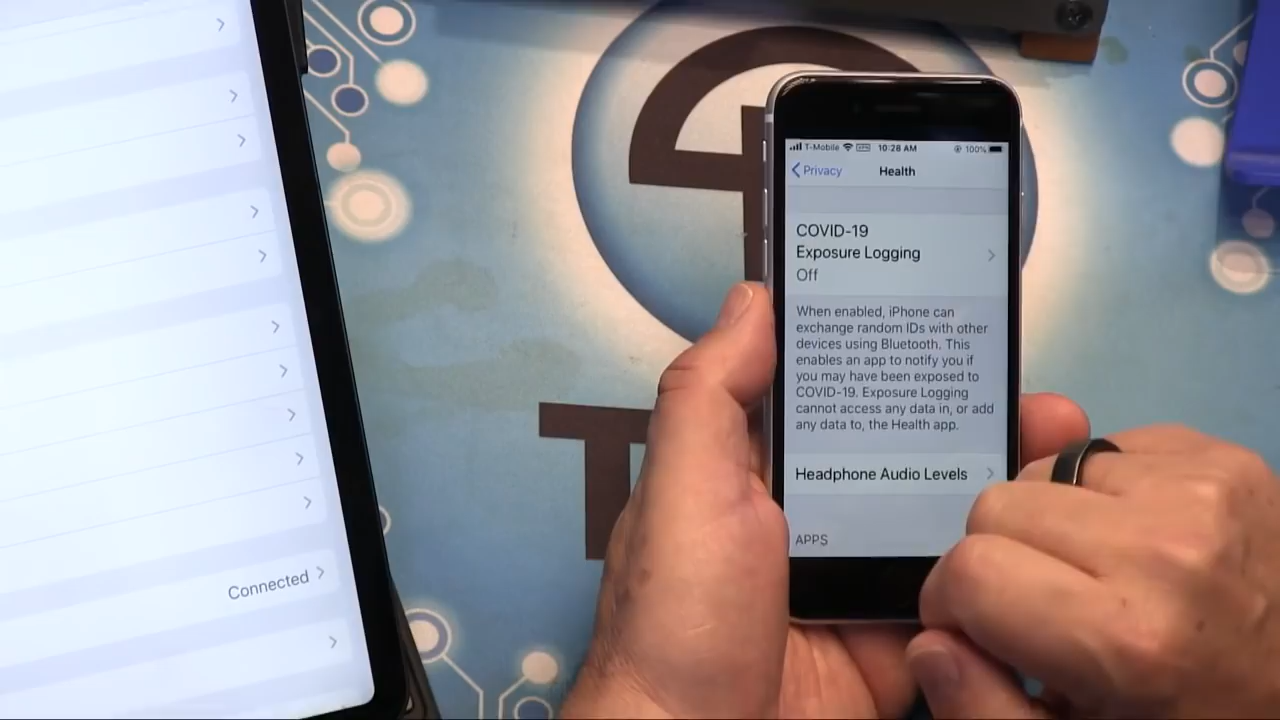 T-Mobile VPN 10:28 AM 100%
Privacy Health
COVID-19
Exposure Logging
Off
When enabled, iPhone can
exchange random IDs with other
devices using Bluetooth. This
enables an app to notify you if
you may have been exposed to
COVID-19. Exposure Logging
cannot access any data in, or add
any data to, the Health app.
Headphone Audio Levels
APPS
Connected